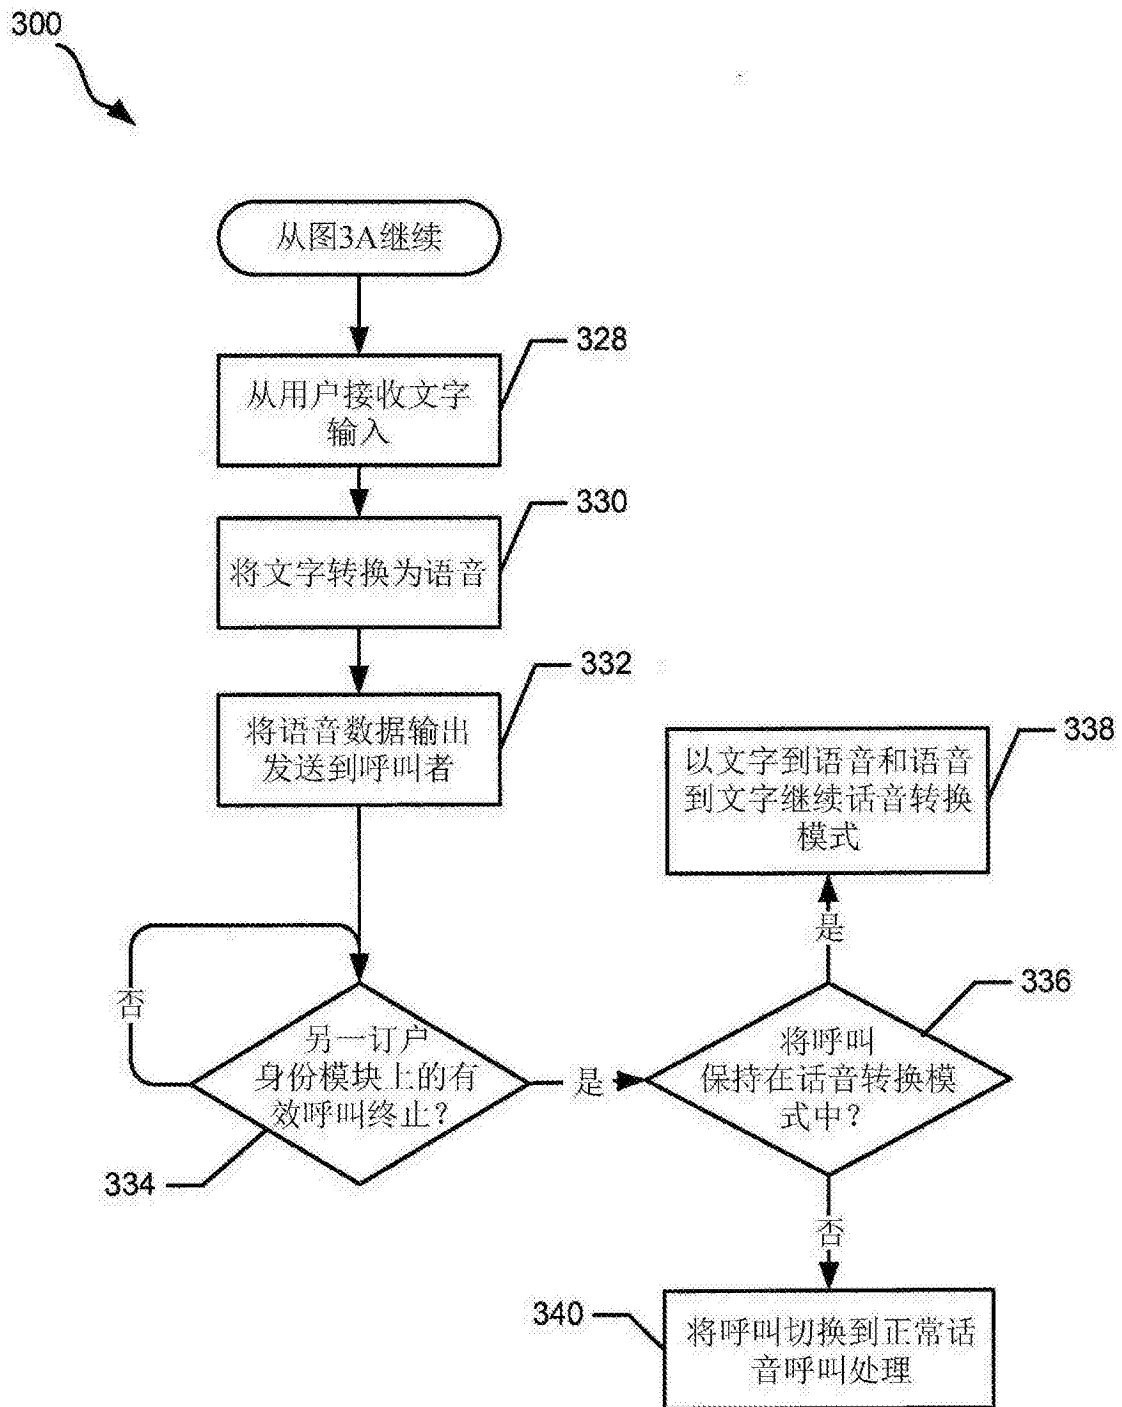 300
从图3A继续
328
从用户接收文字
输入
330
将文字转换为语音
332
将语音数据输出
发送到呼叫者
338
以文字到语音和语音
到文字继续话音转换
模式
是
否
336
另一订户
身份模块上的有
效呼叫终止？
是
将呼叫
保持在话音转换模
式中？
334
否
340
将呼叫切换到正常话
音呼叫处理